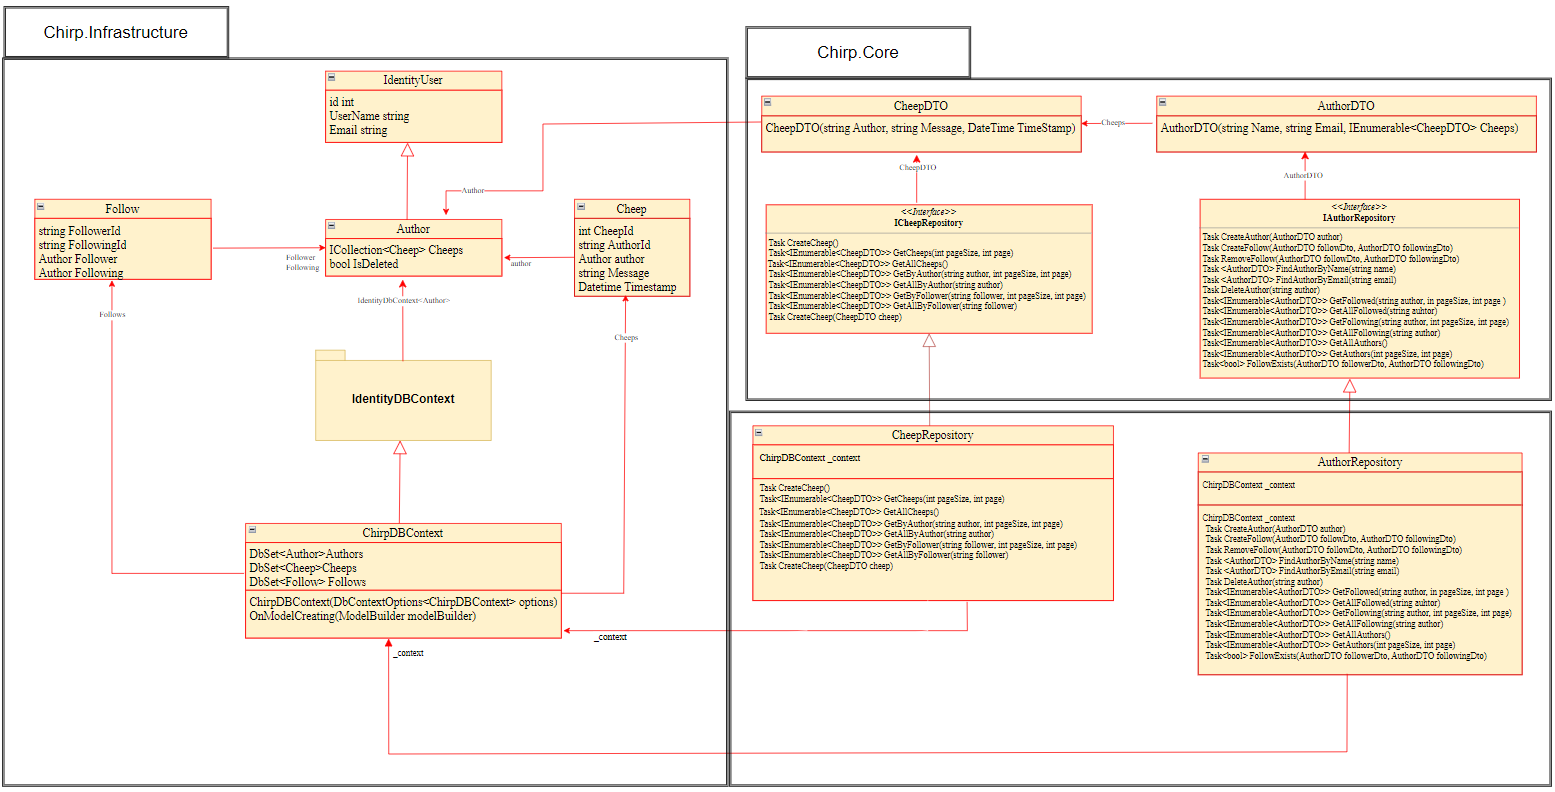 Chirp.Infrastructure
IdentityUser
id int
UserName string
Email string
Follow
string FollowerId
string FollowingId
Author Follower
Author Following
Follower
Following
Author
ICollection<Cheep> Cheeps
bool IsDeleted
Author
Cheep
int CheepId
string AuthorId
Author author
string Message
Datetime Timestamp
author
IdentityDbContext<Author>
Follows
Cheeps
IdentityDBContext
ChirpDBContext
DbSet<Author>Authors
DbSet<Cheep>Cheeps
DbSet<Follow> Follows
ChirpDBContext(DbContextOptions<ChirpDBContext> options)
OnModelCreating(ModelBuilder modelBuilder)
_context
_context
Chirp.Core
CheepDTO
CheepDTO(string Author, string Message, DateTime TimeStamp)
Cheeps
AuthorDTO
AuthorDTO(string Name, string Email, IEnumerable<CheepDTO> Cheeps)
CheepDTO
AuthorDTO
<<Interface>>
ICheepRepository
Task CreateCheep()
Task<IEnumerable<CheepDTO>> GetCheeps(int pageSize, int page)
Task<IEnumerable<CheepDTO>> GetAllCheeps()
Task<IEnumerable<CheepDTO>> GetByAuthor(string author, int pageSize, int page)
Task<IEnumerable<CheepDTO>> GetAllByAuthor(string author)
Task<IEnumerable<CheepDTO>> GetByFollower(string follower, int pageSize, int page)
Task<IEnumerable<CheepDTO>> GetAllByFollower(string follower)
Task CreateCheep(CheepDTO cheep)
<<Interface>>
IAuthorRepository
Task CreateAuthor(AuthorDTO author)
Task CreateFollow(AuthorDTO followDto, AuthorDTO followingDto)
Task RemoveFollow(AuthorDTO followDto, AuthorDTO followingDto)
Task <AuthorDTO> FindAuthorByName(string name)
Task <AuthorDTO> FindAuthorByEmail(string email)
Task DeleteAuthor(string author)
Task<IEnumerable<AuthorDTO>> GetFollowed(string author, in pageSize, int page )
Task<IEnumerable<AuthorDTO>> GetAllFollowed(string auhtor)
Task<IEnumerable<AuthorDTO>> GetFollowing(string author, int pageSize, int page)
Task<IEnumerable<AuthorDTO>> GetAllFollowing(string author)
Task<IEnumerable<AuthorDTO>> GetAllAuthors()
Task<IEnumerable<AuthorDTO>> GetAuthors(int pageSize, int page)
Task<bool> FollowExists(AuthorDTO followerDto, AuthorDTO followingDto)
CheepRepository
ChirpDBContext _context
Task CreateCheep()
Task<IEnumerable<CheepDTO>> GetCheeps(int pageSize, int page)
Task<IEnumerable<CheepDTO>> GetAllCheeps()
Task<IEnumerable<CheepDTO>> GetByAuthor(string author, int pageSize, int page)
Task<IEnumerable<CheepDTO>> GetAllByAuthor(string author)
Task<IEnumerable<CheepDTO>> GetByFollower(string follower, int pageSize, int page)
Task<IEnumerable<CheepDTO>> GetAllByFollower(string follower)
Task CreateCheep(CheepDTO cheep)
AuthorRepository
ChirpDBContext _context
ChirpDBContext _context
Task CreateAuthor(AuthorDTO author)
Task CreateFollow(AuthorDTO followDto, AuthorDTO followingDto)
Task RemoveFollow(AuthorDTO followDto, AuthorDTO followingDto)
Task <AuthorDTO> FindAuthorByName(string name)
Task <AuthorDTO> FindAuthorByEmail(string email)
Task DeleteAuthor(string author)
Task<IEnumerable<AuthorDTO>> GetFollowed(string author, in pageSize, int page )
Task<IEnumerable<AuthorDTO>> GetAllFollowed(string auhtor)
Task<IEnumerable<AuthorDTO>> GetFollowing(string author, int pageSize, int page)
Task<IEnumerable<AuthorDTO>> GetAllFollowing(string author)
Task<IEnumerable<AuthorDTO>> GetAllAuthors()
Task<IEnumerable<AuthorDTO>> GetAuthors(int pageSize, int page)
Task<bool> FollowExists(AuthorDTO followerDto, AuthorDTO followingDto)